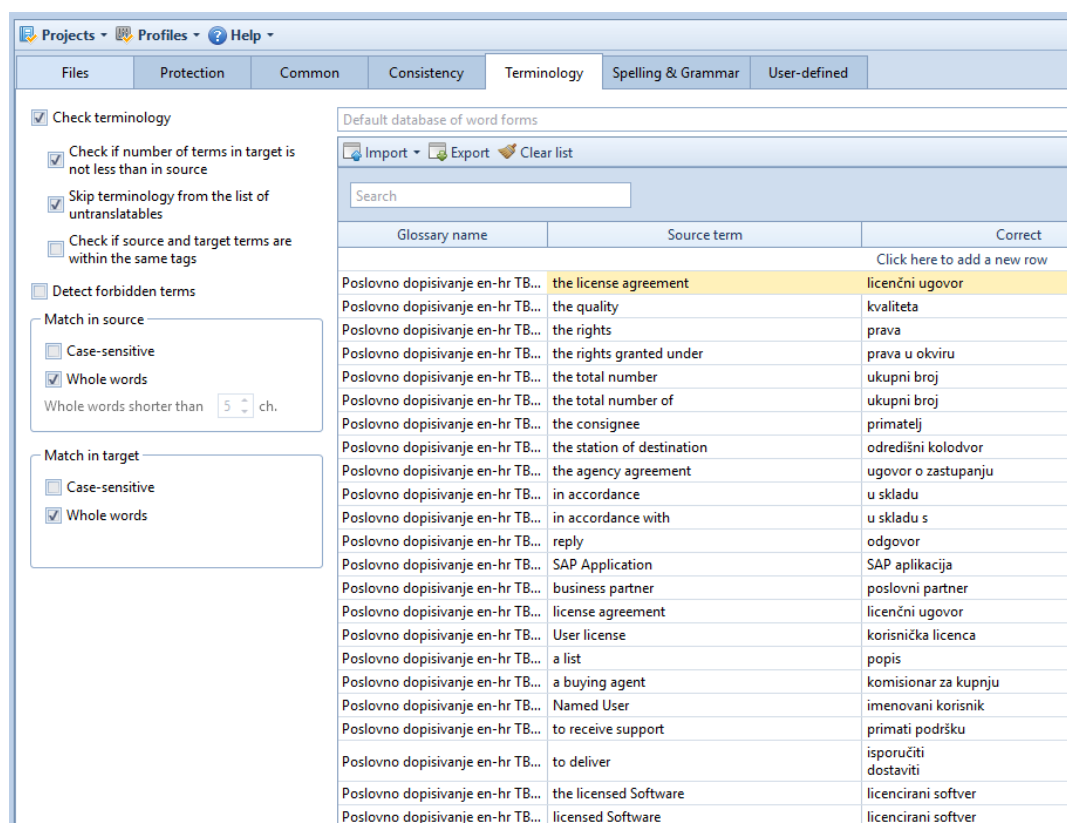 Projects Profiles Help
Files Protection Common Consistency Terminology Spelling & Grammar User-defined
Check terminology
Check if number of terms in target is
not less than in source
Skip terminology from the list of
untranslatables
Check if source and target terms are
within the same tags
Detect forbidden terms
Match in source
Case-sensitive
Whole words
Whole words shorter than 5 ch.
Match in target
Case-sensitive
Whole words
Default database of word forms
Import Export Clear list
Search
Glossary name Source term Correct
Click here to add a new row
Poslovno dopisivanje en-hr TB... the license agreement licenčni ugovor
Poslovno dopisivanje en-hr TB... the quality kvaliteta
Poslovno dopisivanje en-hr TB... the rights prava
Poslovno dopisivanje en-hr TB... the rights granted under prava u okviru
Poslovno dopisivanje en-hr TB... the total number ukupni broj
Poslovno dopisivanje en-hr TB... the total number of ukupni broj
Poslovno dopisivanje en-hr TB... the consignee primatelj
Poslovno dopisivanje en-hr TB... the station of destination odredišni kolodvor
Poslovno dopisivanje en-hr TB... the agency agreement ugovor o zastupanju
Poslovno dopisivanje en-hr TB... in accordance u skladu
Poslovno dopisivanje en-hr TB... in accordance with u skladu s
Poslovno dopisivanje en-hr TB... reply odgovor
Poslovno dopisivanje en-hr TB... SAP Application SAP aplikacija
Poslovno dopisivanje en-hr TB... business partner poslovni partner
Poslovno dopisivanje en-hr TB... license agreement licenčni ugovor
Poslovno dopisivanje en-hr TB... User license korisnička licenca
Poslovno dopisivanje en-hr TB... a list popis
Poslovno dopisivanje en-hr TB... a buying agent komisionar za kupnju
Poslovno dopisivanje en-hr TB... Named User imenovani korisnik
Poslovno dopisivanje en-hr TB... to receive support primati podršku
Poslovno dopisivanje en-hr TB... to deliver isporučiti
dostaviti
Poslovno dopisivanje en-hr TB... the licensed Software licencirani softver
Poslovno dopisivanje en-hr TB... licensed Software licencirani softver